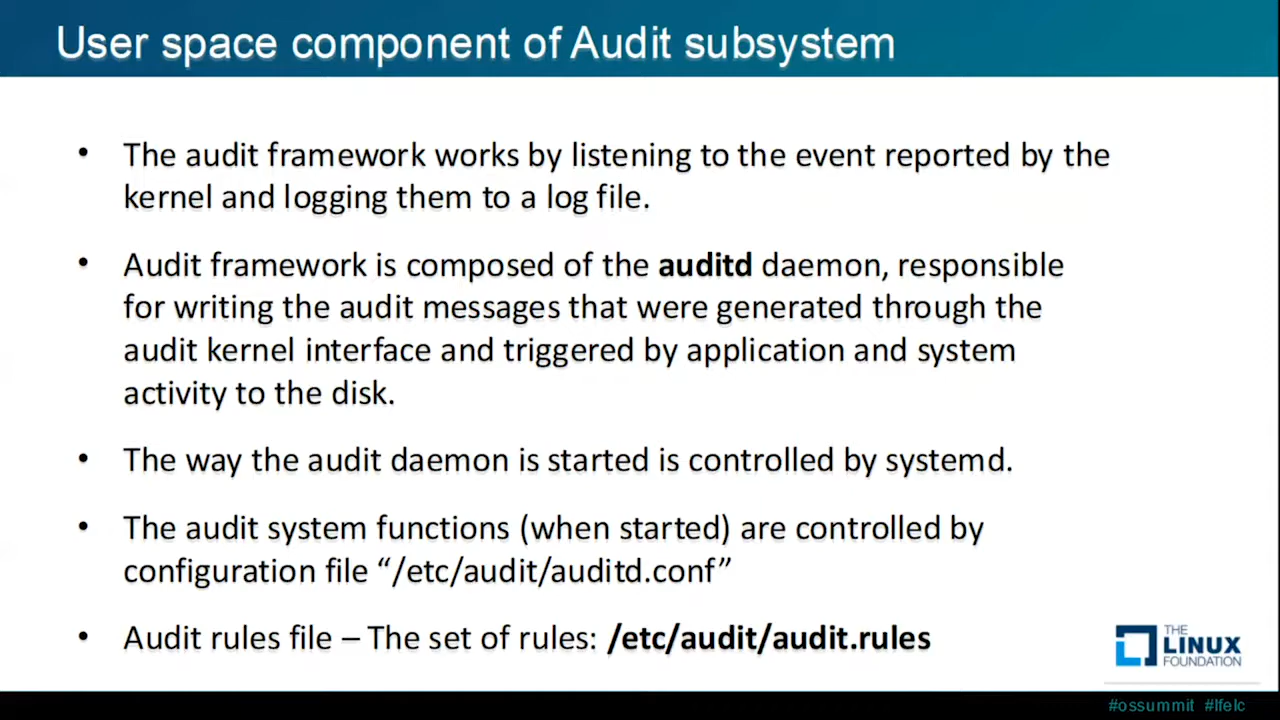 User space component of Audit subsystem
• The audit framework works by listening to the event reported by the
kernel and logging them to a log file.
• Audit framework is composed of the auditd daemon, responsible
for writing the audit messages that were generated through the
audit kernel interface and triggered by application and system
activity to the disk.
• The way the audit daemon is started is controlled by systemd.
• The audit system functions (when started) are controlled by
configuration file “/etc/audit/auditd.conf”
• Audit rules file – The set of rules: /etc/audit/audit.rules
THE
LINUX
FOUNDATION
#ossummit #lfelc